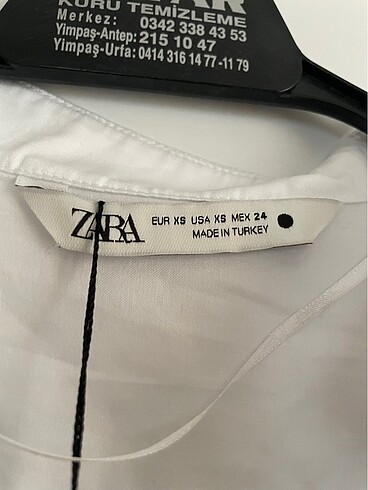 KURU TEMİZLEME
Merkez: 0342 338 43 53
Yimpaş-Antep: 215 10 47
Yimpaş-Urfa: 0414 316 14 77-11 79
ZARA
EUR XS USA XS MEX 24
MADE IN TURKEY